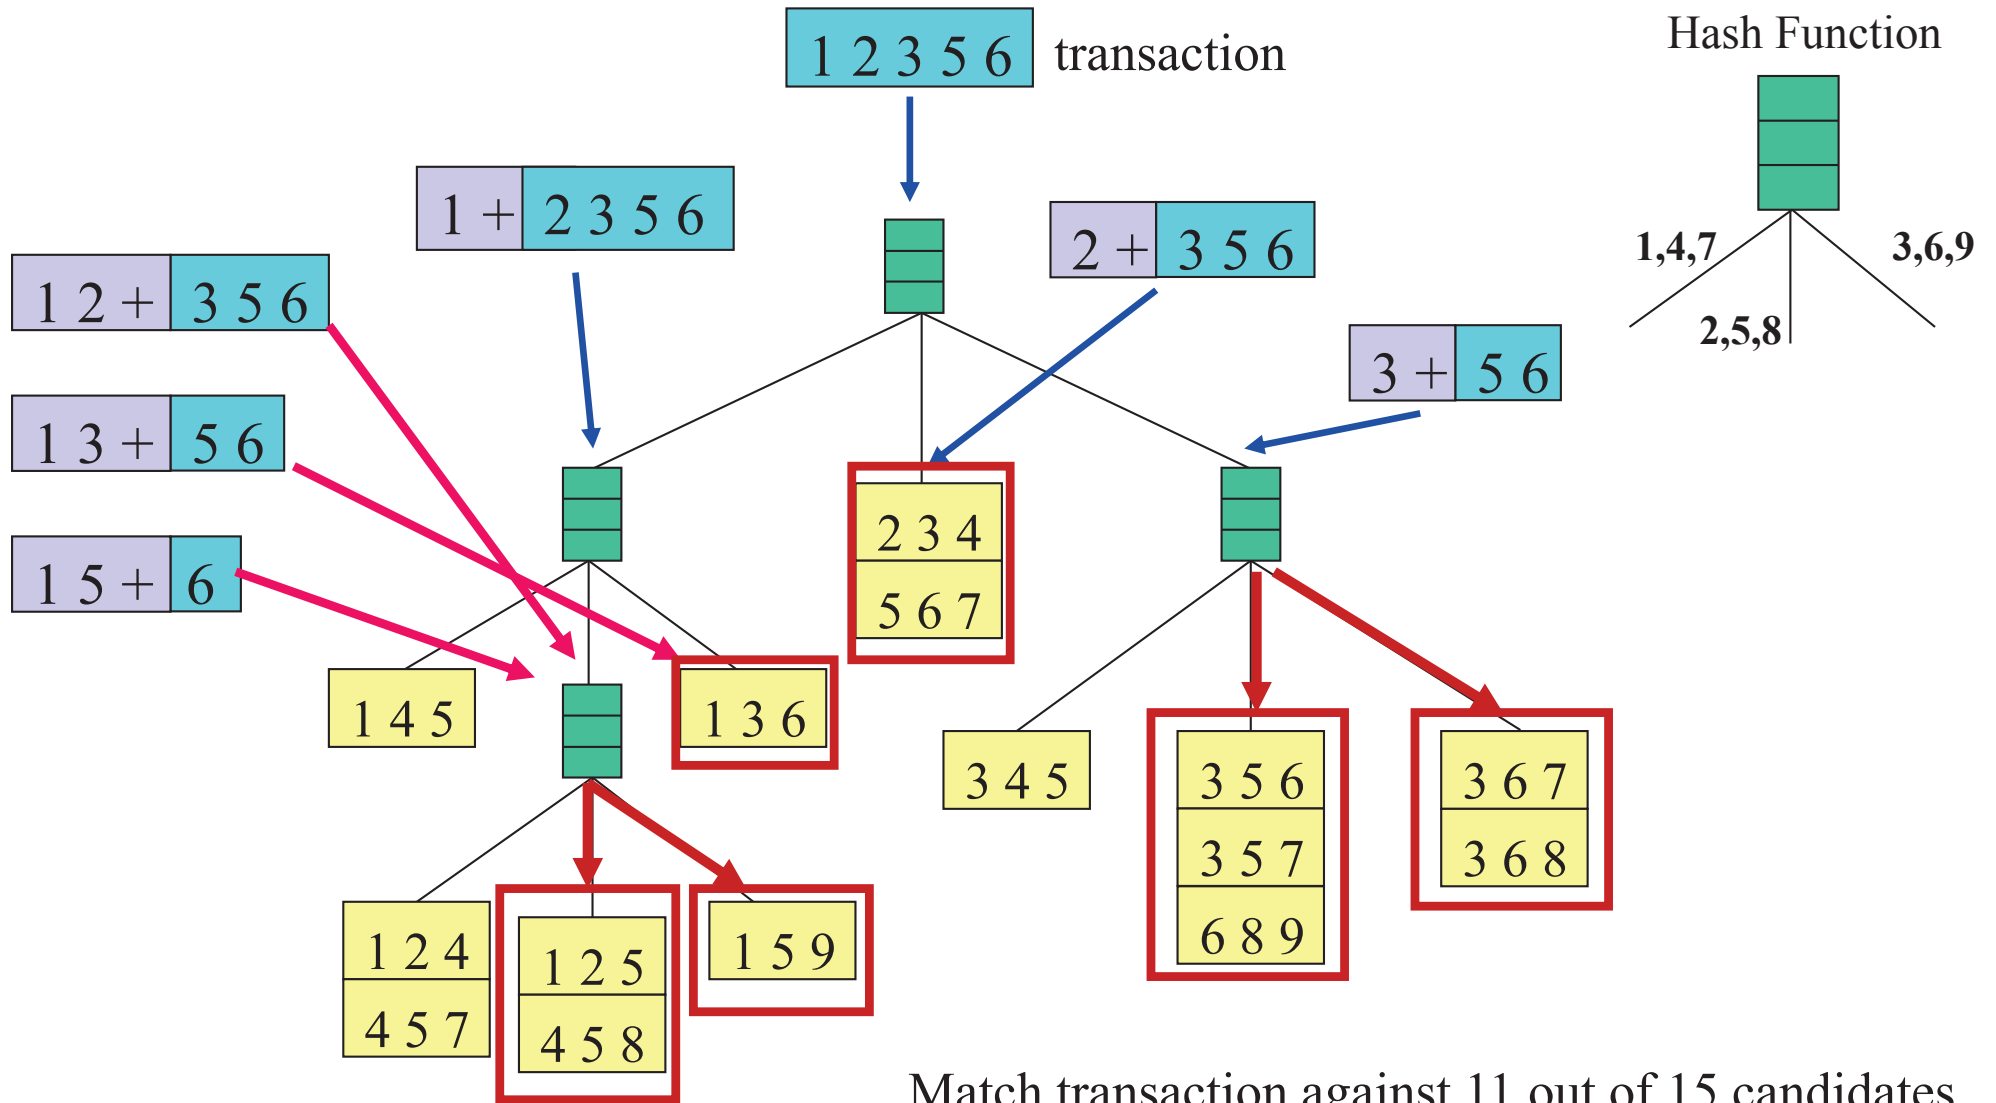 1 2 3 5 6 transaction
Hash Function
1,4,7
3,6,9
2,5,8
1 + 2 3 5 6
2 + 3 5 6
1 2 + 3 5 6
3 + 5 6
1 3 + 5 6
1 5 + 6
2 3 4
5 6 7
1 4 5
1 3 6
3 4 5
3 5 6
3 5 7
6 8 9
3 6 7
3 6 8
1 2 4
4 5 7
1 2 5
4 5 8
1 5 9
Match transaction against 11 out of 15 candidates